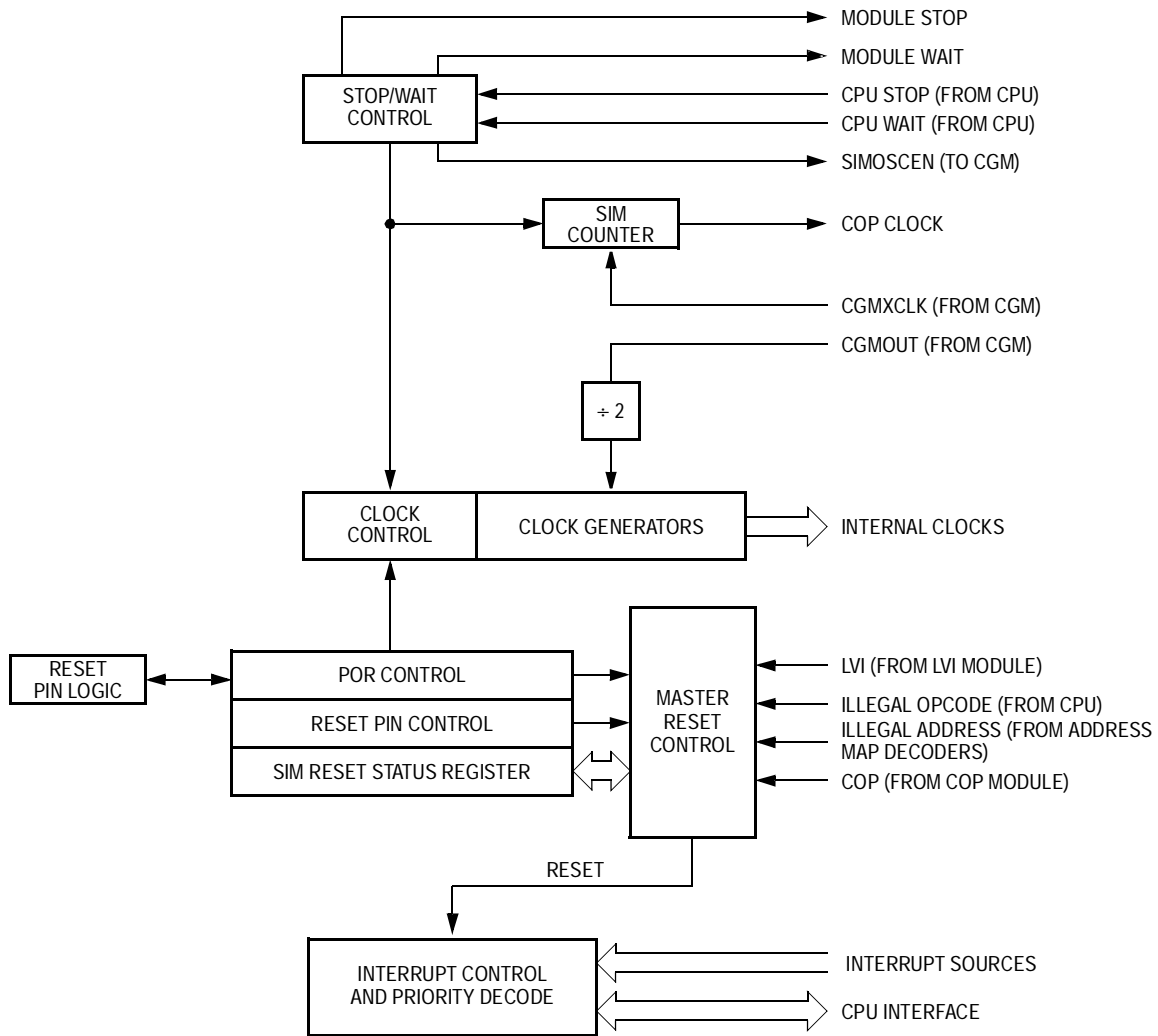 MODULE STOP
MODULE WAIT
STOP/WAIT
CONTROL
CPU STOP (FROM CPU)
CPU WAIT (FROM CPU)
SIMOSCEN (TO CGM)
SIM
COUNTER
COP CLOCK
CGMXCLK (FROM CGM)
CGMOUT (FROM CGM)
÷ 2
CLOCK
CONTROL
CLOCK GENERATORS
INTERNAL CLOCKS
RESET
PIN LOGIC
POR CONTROL
RESET PIN CONTROL
SIM RESET STATUS REGISTER
MASTER
RESET
CONTROL
LVI (FROM LVI MODULE)
ILLEGAL OPCODE (FROM CPU)
ILLEGAL ADDRESS (FROM ADDRESS
MAP DECODERS)
COP (FROM COP MODULE)
RESET
INTERRUPT CONTROL
AND PRIORITY DECODE
INTERRUPT SOURCES
CPU INTERFACE